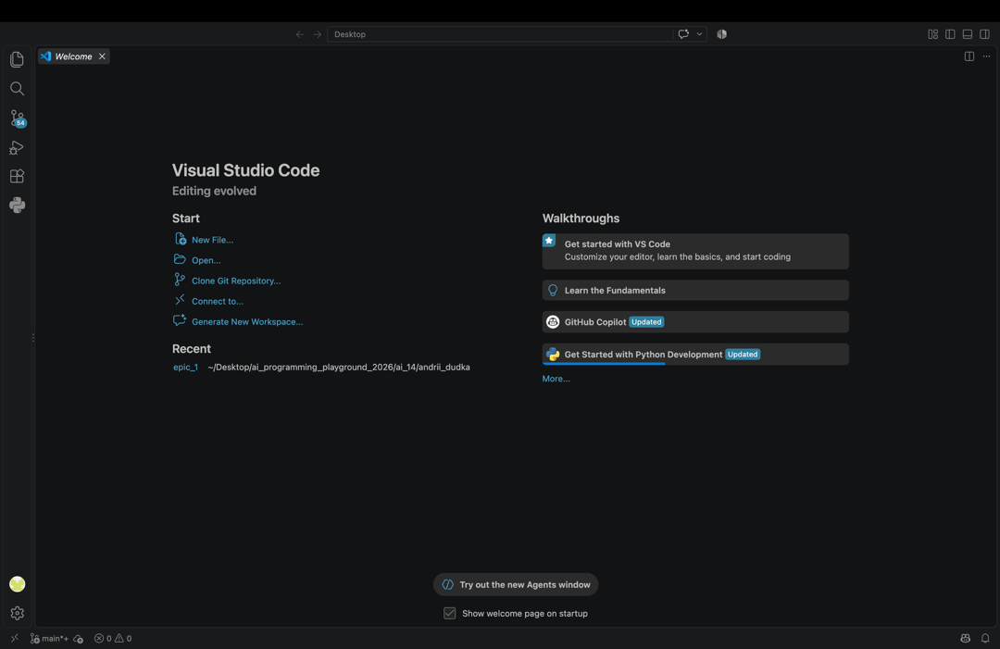 Desktop
Welcome
54
Visual Studio Code
Editing evolved
Start
New File...
Open...
Clone Git Repository...
Connect to...
Generate New Workspace...
Recent
epic_1 ~/Desktop/ai_programming_playground_2026/ai_14/andrii_dudka
Walkthroughs
Get started with VS Code
Customize your editor, learn the basics, and start coding
Learn the Fundamentals
GitHub Copilot Updated
Get Started with Python Development Updated
More...
Try out the new Agents window
Show welcome page on startup
main*+ 0 0